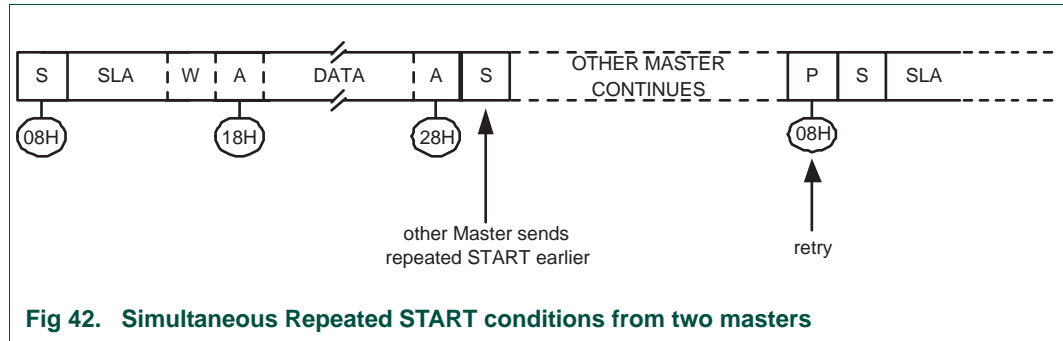 S SLA W A DATA A S OTHER MASTER CONTINUES P S SLA
08H 18H 28H 08H
other Master sends
repeated START earlier
retry
Fig 42. Simultaneous Repeated START conditions from two masters